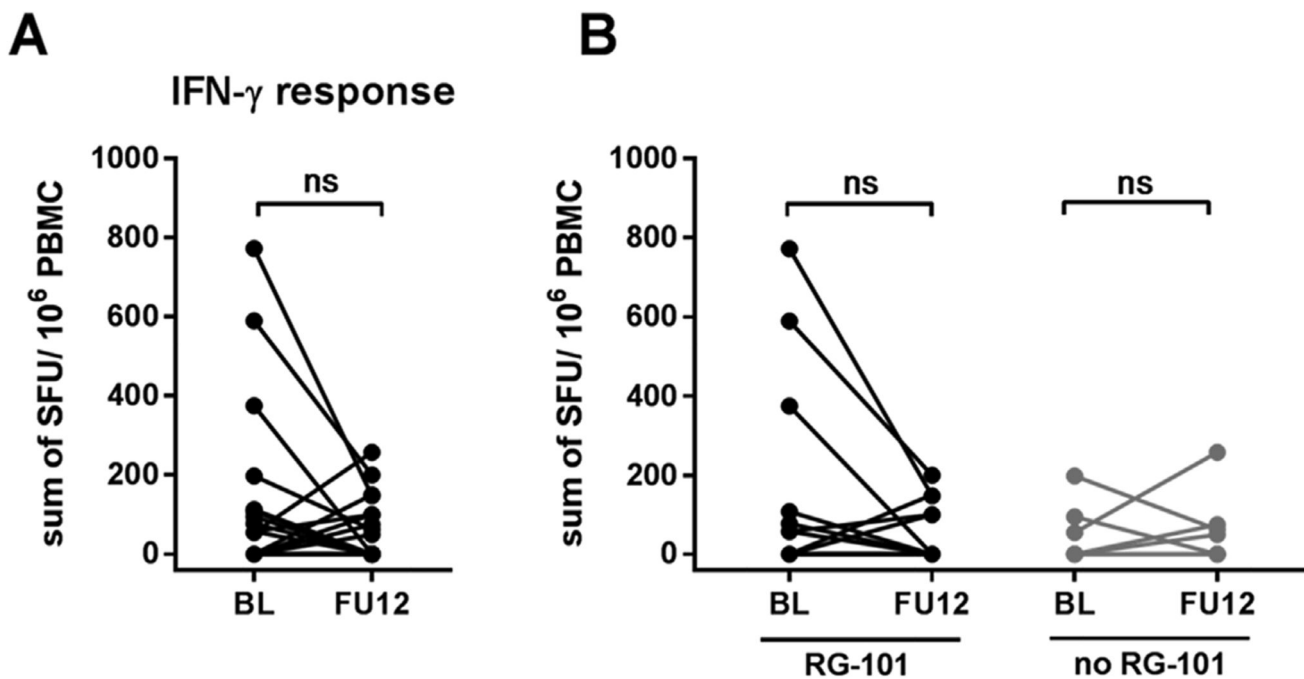 A
B
IFN-γ response
sum of SFU/ 10⁶ PBMC
1000
800
600
400
200
0
ns
BL FU12
sum of SFU/ 10⁶ PBMC
1000
800
600
400
200
0
ns
ns
BL FU12 BL FU12
RG-101 no RG-101